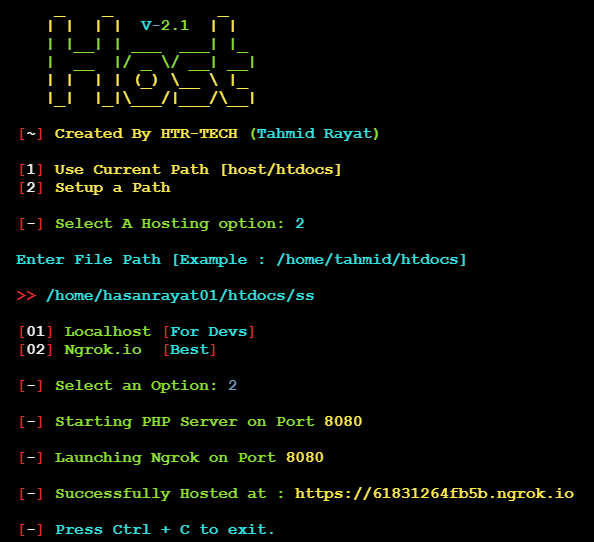 Host
V-2.1
[~] Created By HTR-TECH (Tahmid Rayat)
[1] Use Current Path [host/htdocs]
[2] Setup a Path
[-] Select A Hosting option: 2
Enter File Path [Example : /home/tahmid/htdocs]
>> /home/hasanrayat01/htdocs/ss
[01] Localhost [For Devs]
[02] Ngrok.io [Best]
[-] Select an Option: 2
[-] Starting PHP Server on Port 8080
[-] Launching Ngrok on Port 8080
[-] Successfully Hosted at : https://61831264fb5b.ngrok.io
[-] Press Ctrl + C to exit.